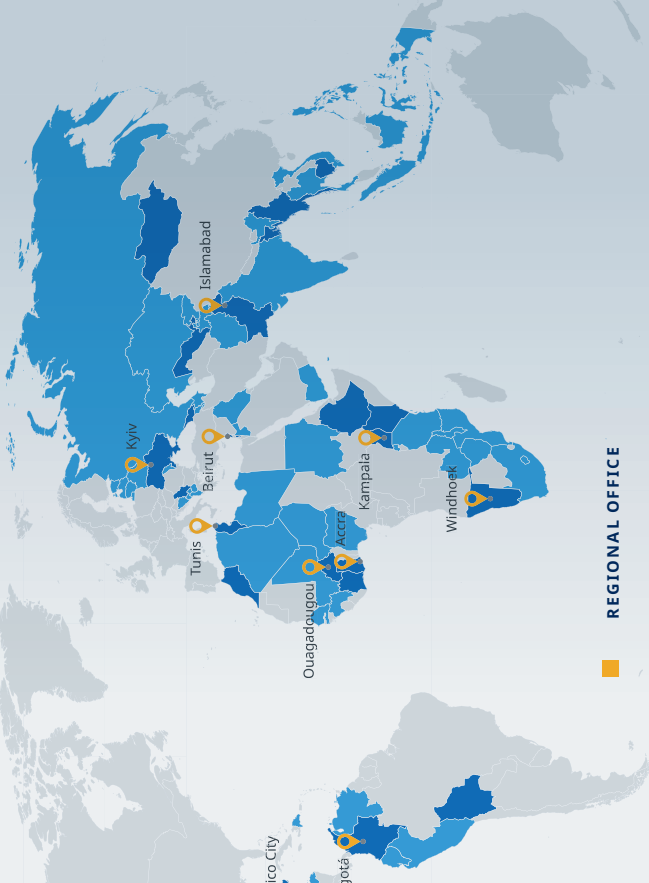 Kyiv
Islamabad
Beirut
Tunis
Accra
Ouagadougou
Kampala
Windhoek
ico City
gotá
REGIONAL OFFICE